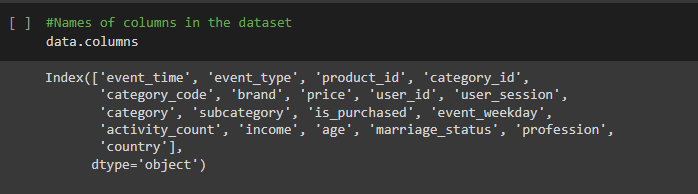 [ ] #Names of columns in the dataset
data.columns
Index(['event_time', 'event_type', 'product_id', 'category_id',
'category_code', 'brand', 'price', 'user_id', 'user_session',
'category', 'subcategory', 'is_purchased', 'event_weekday',
'activity_count', 'income', 'age', 'marriage_status', 'profession',
'country'],
dtype='object')